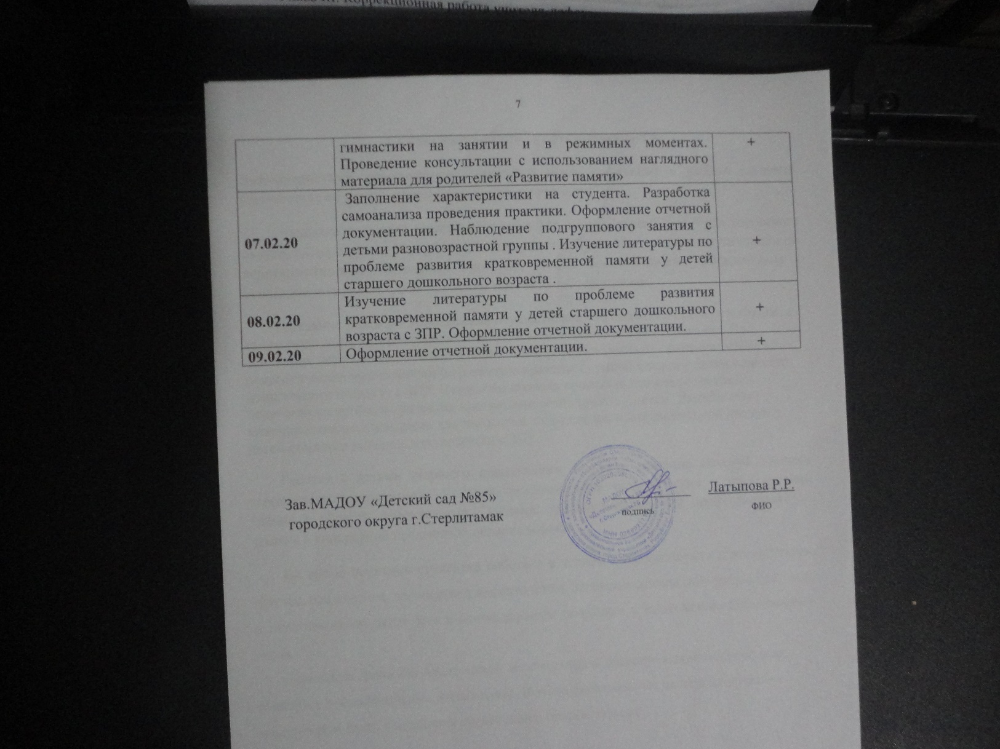 Коррекционная работа
7
гимнастики на занятии и в режимных моментах.
+
Проведение консультации с использованием наглядного
материала для родителей «Развитие памяти»
07.02.20
Заполнение характеристики на студента. Разработка
самоанализа проведения практики. Оформление отчетной
документации. Наблюдение подгруппового занятия с
детьми разновозрастной группы . Изучение литературы по
проблеме развития кратковременной памяти у детей
старшего дошкольного возраста .
+
08.02.20
Изучение литературы по проблеме развития
кратковременной памяти у детей старшего дошкольного
возраста с ЗПР. Оформление отчетной документации.
+
09.02.20
Оформление отчетной документации.
+
Зав.МАДОУ «Детский сад №85»
городского округа г.Стерлитамак
подпись
Латыпова Р.Р.
ФИО